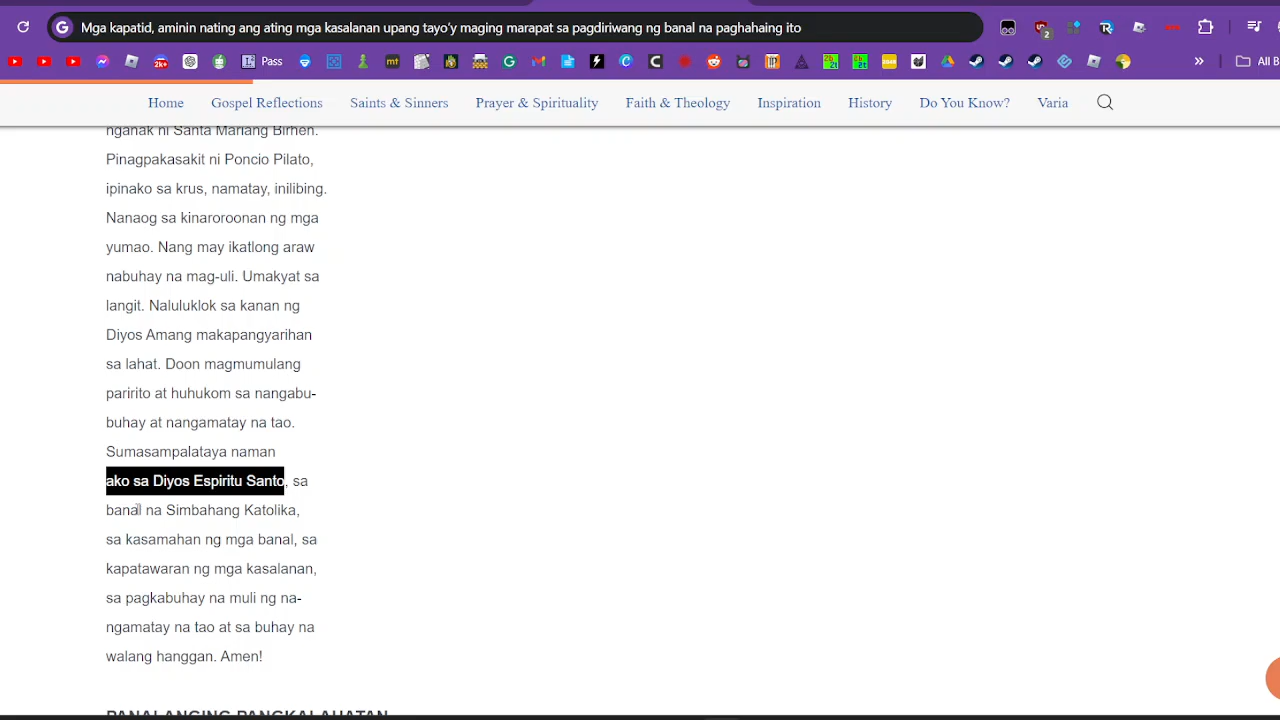 Mga kapatid, aminin nating ang ating mga kasalanan upang tayo'y maging marapat sa pagdiriwang ng banal na paghahaing ito
Pass
All B
Home Gospel Reflections Saints & Sinners Prayer & Spirituality Faith & Theology Inspiration History Do You Know? Varia
nganak ni Santa Mariang Birhen.
Pinagpakasakit ni Poncio Pilato,
ipinako sa krus, namatay, inilibing.
Nanaog sa kinaroroonan ng mga
yumao. Nang may ikatlong araw
nabuhay na mag-uli. Umakyat sa
langit. Naluluklok sa kanan ng
Diyos Amang makapangyarihan
sa lahat. Doon magmumulang
paririto at huhukom sa nangabu-
buhay at nangamatay na tao.
Sumasampalataya naman
ako sa Diyos Espiritu Santo, sa
banal na Simbahang Katolika,
sa kasamahan ng mga banal, sa
kapatawaran ng mga kasalanan,
sa pagkabuhay na muli ng na-
ngamatay na tao at sa buhay na
walang hanggan. Amen!
PANALANGING PANGKALAHATAN